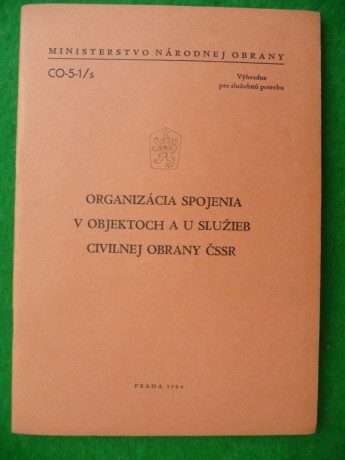 MINISTERSTVO NÁRODNEJ OBRANY
CO-5-1/s
Výhradne
pre služobnú potrebu
ORGANIZÁCIA SPOJENIA
V OBJEKTOCH A U SLUŽIEB
CIVILNEJ OBRANY ČSSR
PRAHA 1984